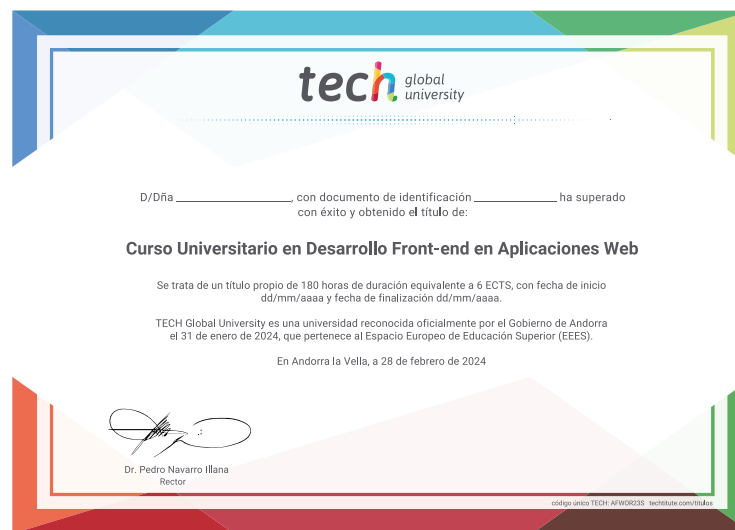 tech global university
D/Dña ____________________, con documento de identificación ______________ ha superado
con éxito y obtenido el título de:
Curso Universitario en Desarrollo Front-end en Aplicaciones Web
Se trata de un título propio de 180 horas de duración equivalente a 6 ECTS, con fecha de inicio
dd/mm/aaaa y fecha de finalización dd/mm/aaaa.
TECH Global University es una universidad reconocida oficialmente por el Gobierno de Andorra
el 31 de enero de 2024, que pertenece al Espacio Europeo de Educación Superior (EEES).
En Andorra la Vella, a 28 de febrero de 2024
Dr. Pedro Navarro Illana
Rector
código único TECH: AFWOR23S techtitute.com/titulos